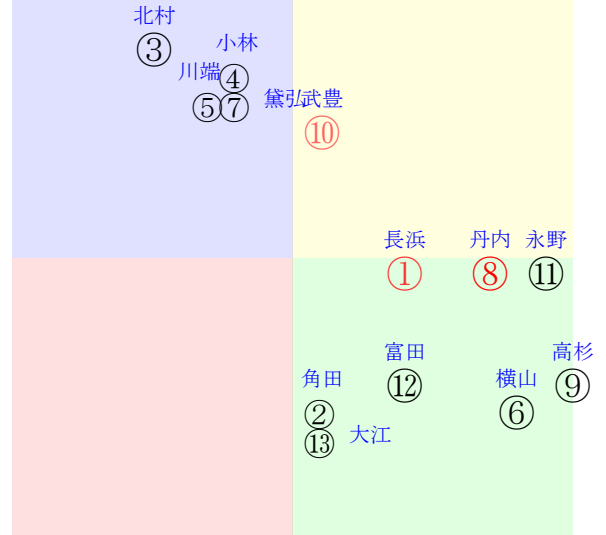 北村
③
小林
川端
④
⑤⑦
黛弘
武豊
⑩
長浜
丹内
永野
①
⑧
⑪
富田
高杉
角田
⑫
横山
⑨
②
⑥
⑬
大江